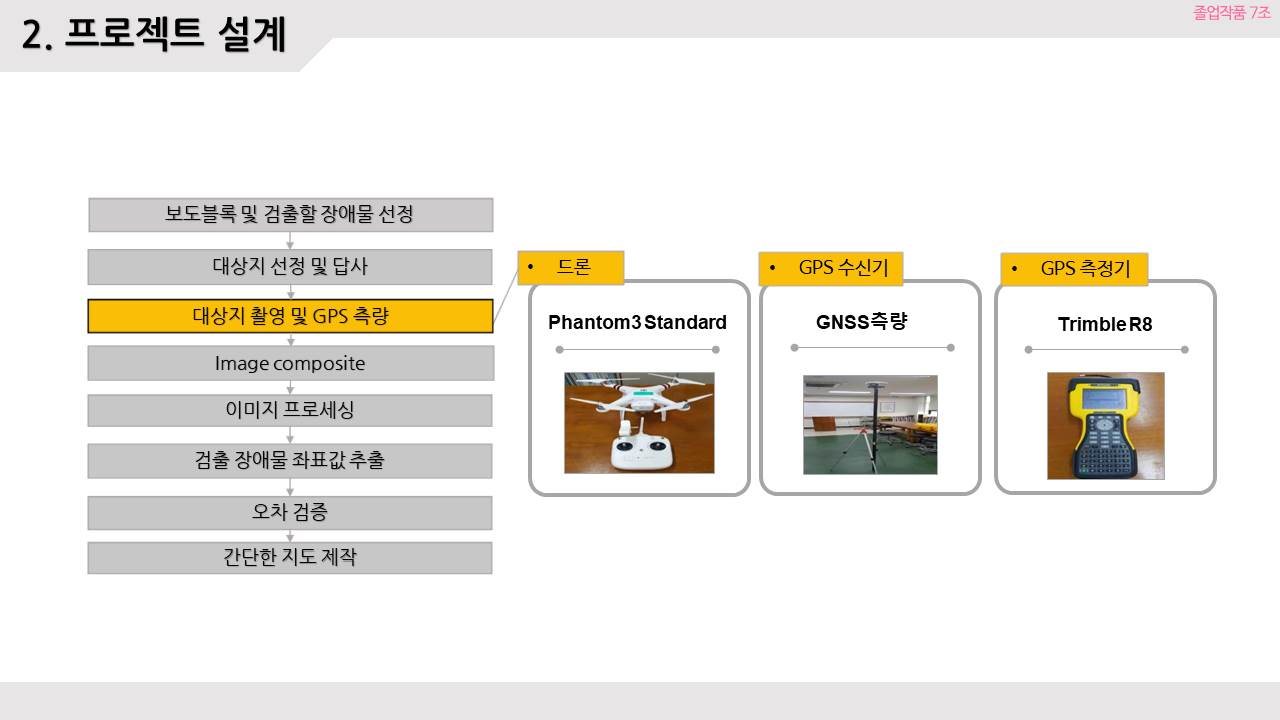 2. 프로젝트 설계
졸업작품 7조
보도블록 및 검출할 장애물 선정
대상지 선정 및 답사
대상지 촬영 및 GPS 측량
Image composite
이미지 프로세싱
검출 장애물 좌표값 추출
오차 검증
간단한 지도 제작
• 드론
Phantom3 Standard
• GPS 수신기
GNSS측량
• GPS 측정기
Trimble R8